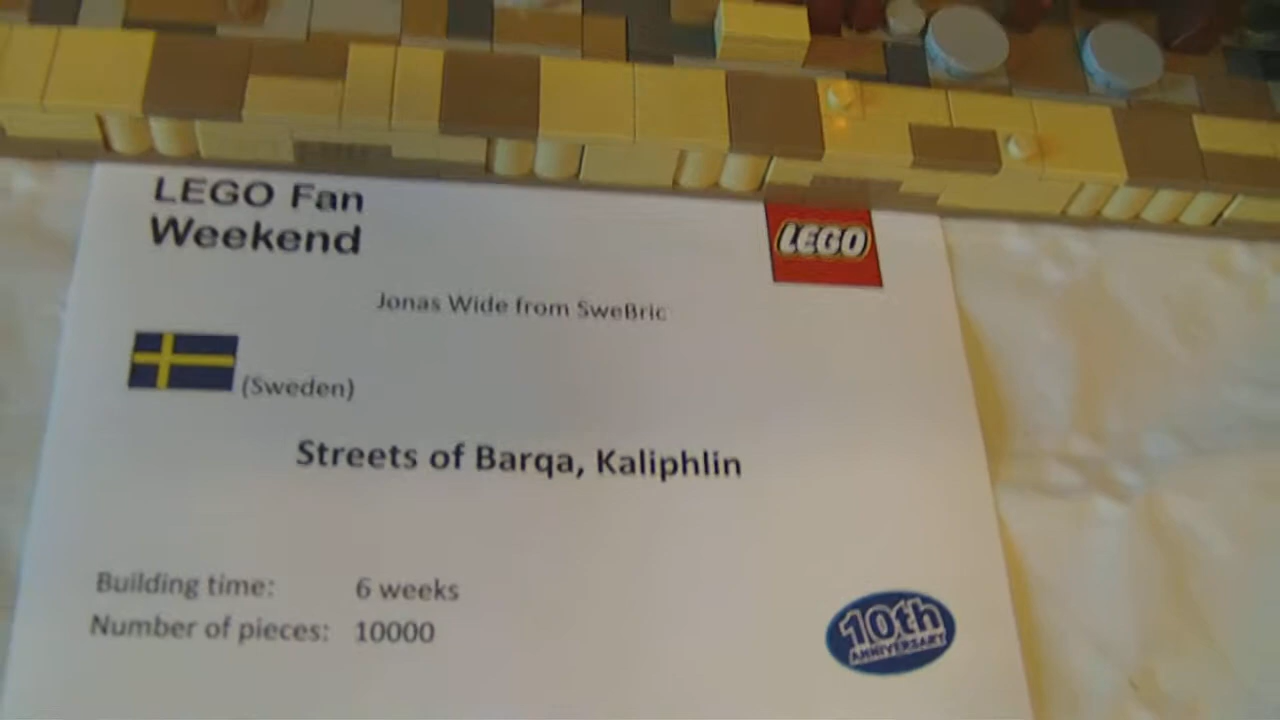 LEGO Fan
Weekend
LEGO
Jonas Wide from SweBric
(Sweden)
Streets of Barqa, Kaliphlin
Building time: 6 weeks
Number of pieces: 10000
10th
ANNIVERSARY